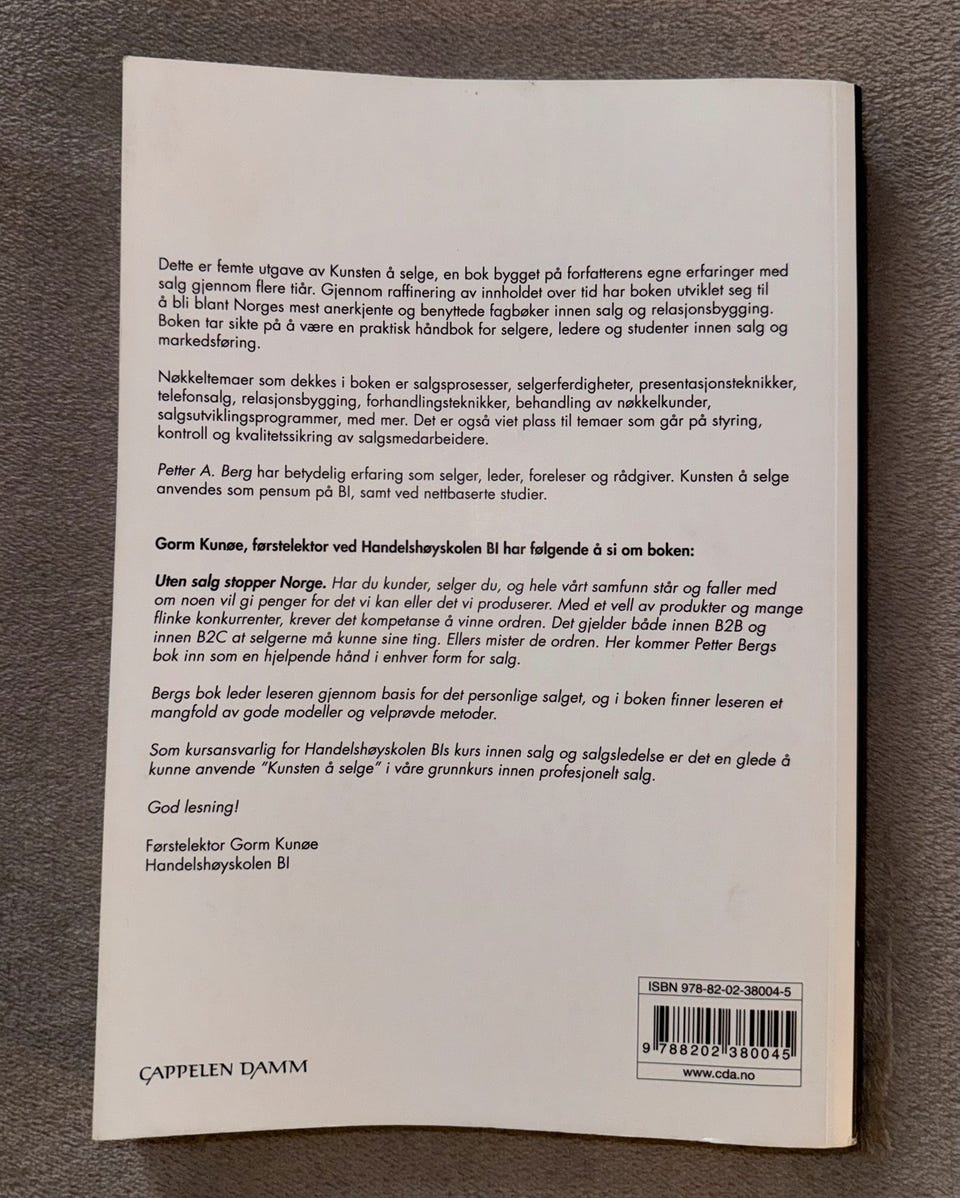 Dette er femte utgave av Kunsten å selge, en bok bygget på forfatterens egne erfaringer med
salg gjennom flere tiår. Gjennom raffinering av innholdet over tid har boken utviklet seg til
å bli blant Norges mest anerkjente og benyttede fagbøker innen salg og relasjonsbygging.
Boken tar sikte på å være en praktisk håndbok for selgere, ledere og studenter innen salg og
markedsføring.
Nøkkeltemaer som dekkes i boken er salgsprosesser, selgerferdigheter, presentasjonsteknikker,
telefonsalg, relasjonsbygging, forhandlingsteknikker, behandling av nøkkelkunder,
salgsutviklingsprogrammer, med mer. Det er også viet plass til temaer som går på styring,
kontroll og kvalitetssikring av salgsmedarbeidere.
Petter A. Berg har betydelig erfaring som selger, leder, foreleser og rådgiver. Kunsten å selge
anvendes som pensum på BI, samt ved nettbaserte studier.
Gorm Kunøe, førstelektor ved Handelshøyskolen BI har følgende å si om boken:
Uten salg stopper Norge. Har du kunder, selger du, og hele vårt samfunn står og faller med
om noen vil gi penger for det vi kan eller det vi produserer. Med et vell av produkter og mange
flinke konkurrenter, krever det kompetanse å vinne ordren. Det gjelder både innen B2B og
innen B2C at selgerne må kunne sine ting. Ellers mister de ordren. Her kommer Petter Bergs
bok inn som en hjelpende hånd i enhver form for salg.
Bergs bok leder leseren gjennom basis for det personlige salget, og i boken finner leseren et
mangfold av gode modeller og velprøvde metoder.
Som kursansvarlig for Handelshøyskolen BIs kurs innen salg og salgsledelse er det en glede å
kunne anvende "Kunsten å selge" i våre grunnkurs innen profesjonelt salg.
God lesning!
Førstelektor Gorm Kunøe
Handelshøyskolen BI
ISBN 978-82-02-38004-5
9 788202 380045
www.cda.no
CAPPELEN DAMM